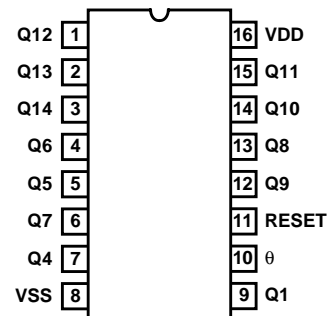 Q12 1 16 VDD
Q13 2 15 Q11
Q14 3 14 Q10
Q6 4 13 Q8
Q5 5 12 Q9
Q7 6 11 RESET
Q4 7 10 θ
VSS 8 9 Q1